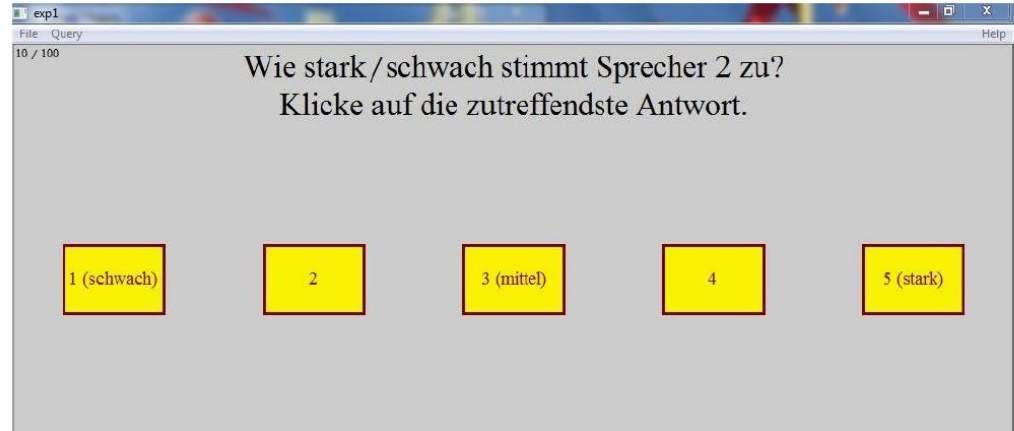 exp1
File Query Help
10 / 100
Wie stark/schwach stimmt Sprecher 2 zu?
Klicke auf die zutreffendste Antwort.
1 (schwach) 2 3 (mittel) 4 5 (stark)